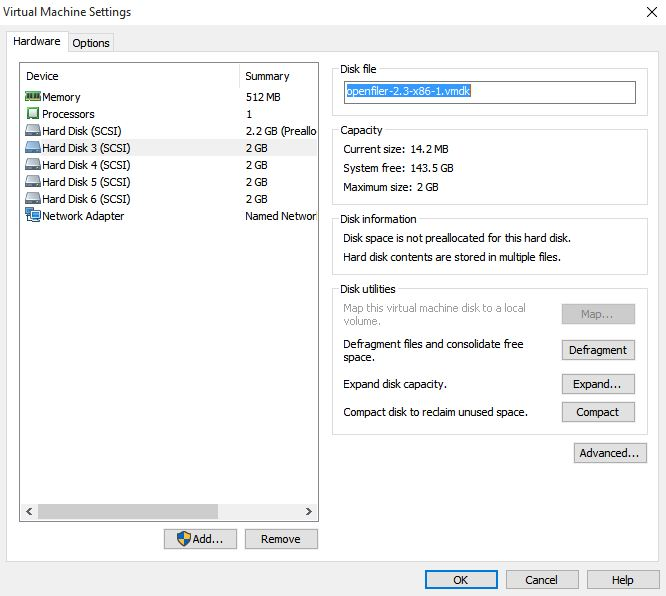 Virtual Machine Settings
Hardware
Options
Device Summary
Memory 512 MB
Processors 1
Hard Disk (SCSI) 2.2 GB (Preallo
Hard Disk 3 (SCSI) 2 GB
Hard Disk 4 (SCSI) 2 GB
Hard Disk 5 (SCSI) 2 GB
Hard Disk 6 (SCSI) 2 GB
Network Adapter Named Networ
Add...
Remove
Disk file
openfiler-2.3-x86-1.vmdk
Capacity
Current size: 14.2 MB
System free: 143.5 GB
Maximum size: 2 GB
Disk information
Disk space is not preallocated for this hard disk.
Hard disk contents are stored in multiple files.
Disk utilities
Map this virtual machine disk to a local
volume.
Map...
Defragment files and consolidate free
space.
Defragment
Expand disk capacity.
Expand...
Compact disk to reclaim unused space.
Compact
Advanced...
OK
Cancel
Help